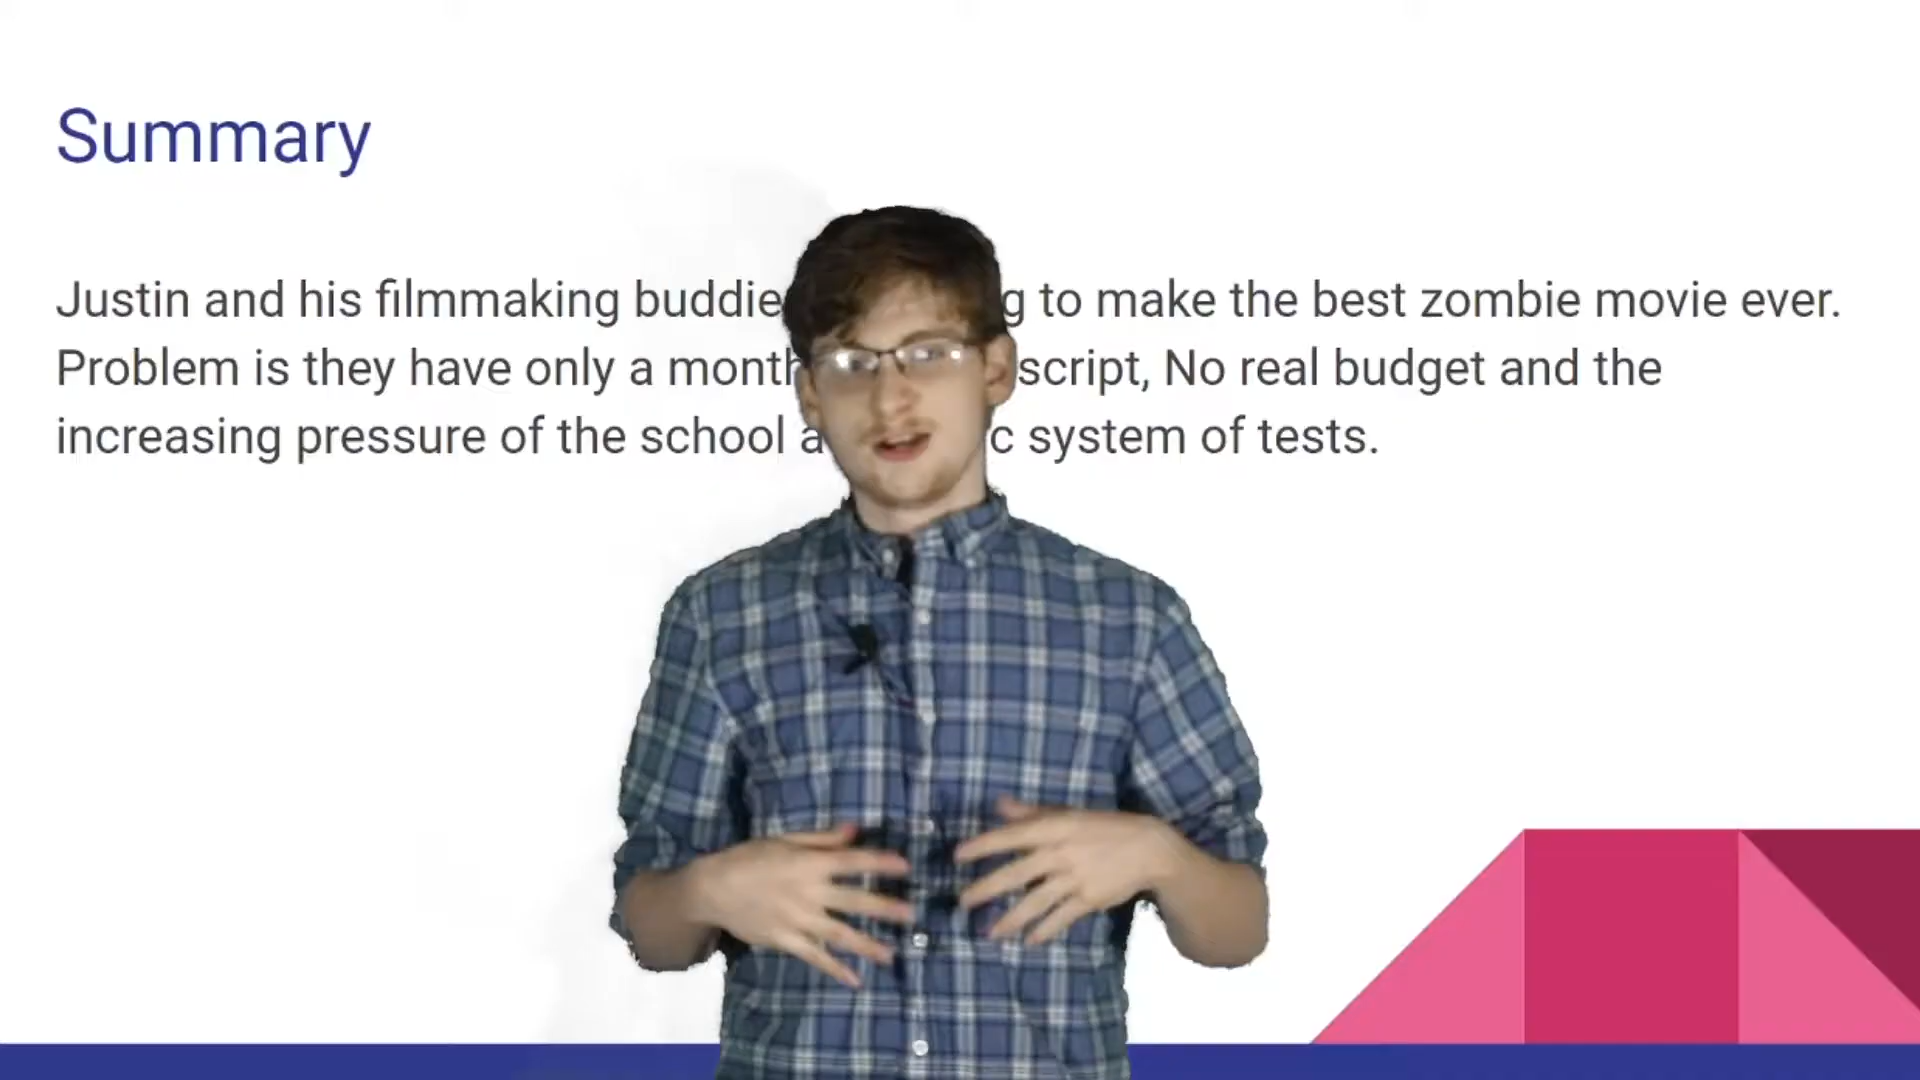 Summary
Justin and his filmmaking buddie to make the best zombie movie ever.
Problem is they have only a month script, No real budget and the
increasing pressure of the school system of tests.